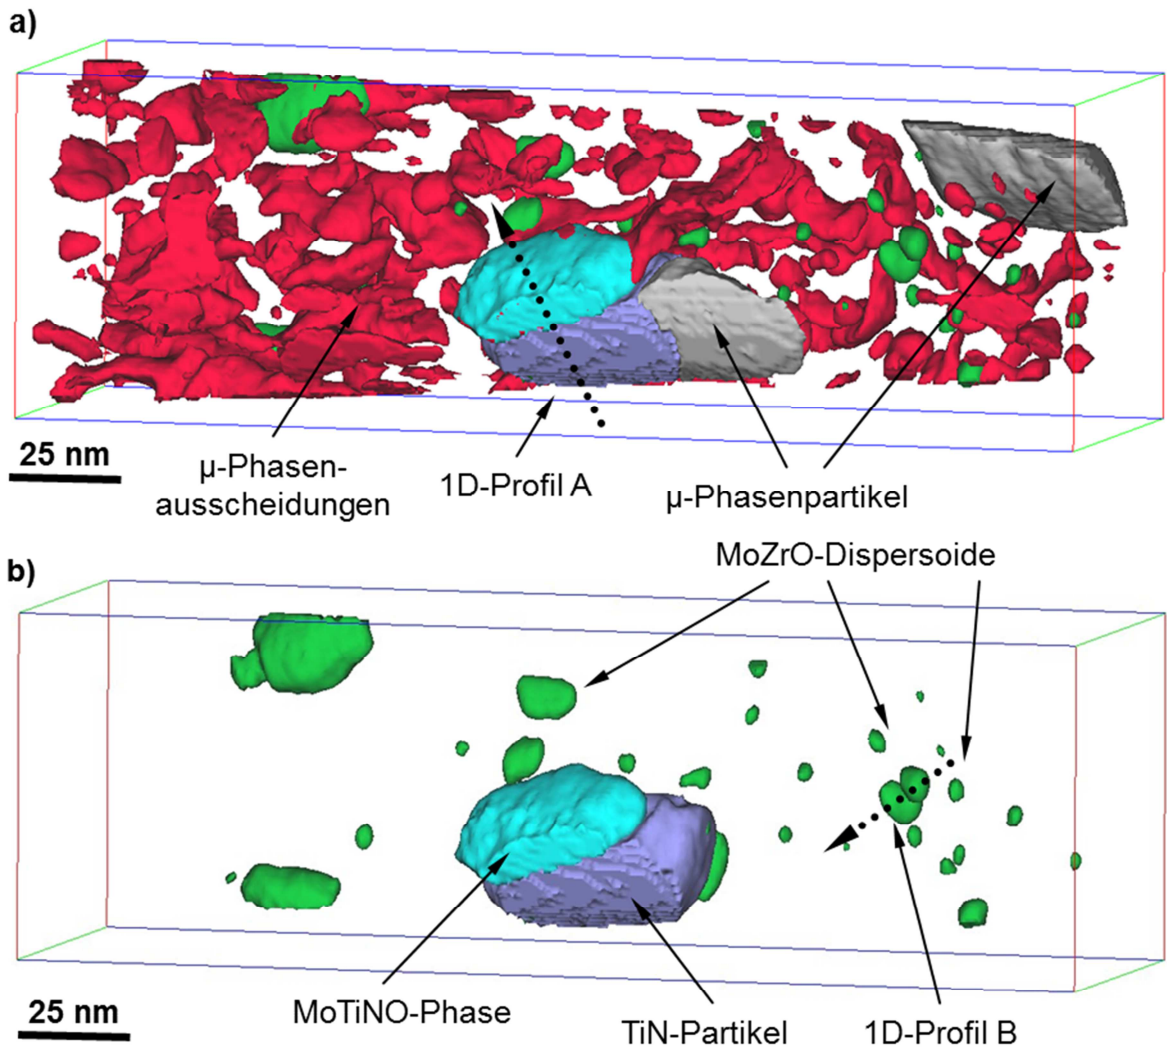 a)
25 nm
µ-Phasen-
ausscheidungen
1D-Profil A
µ-Phasenpartikel
MoZrO-Dispersoide
b)
25 nm
MoTiNO-Phase
TiN-Partikel
1D-Profil B